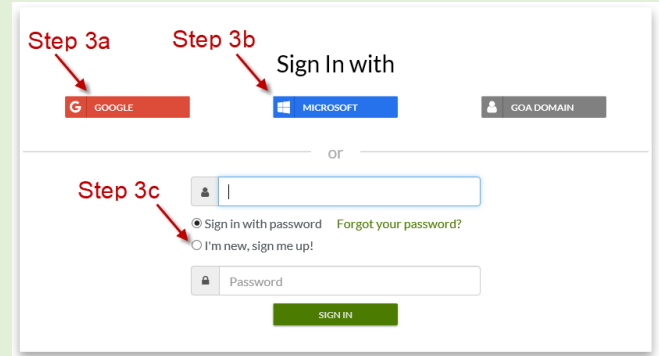 Step 3a
Step 3b
Sign In with
G GOOGLE
MICROSOFT
GOA DOMAIN
or
Step 3c
Sign in with password Forgot your password?
I'm new, sign me up!
Password
SIGN IN